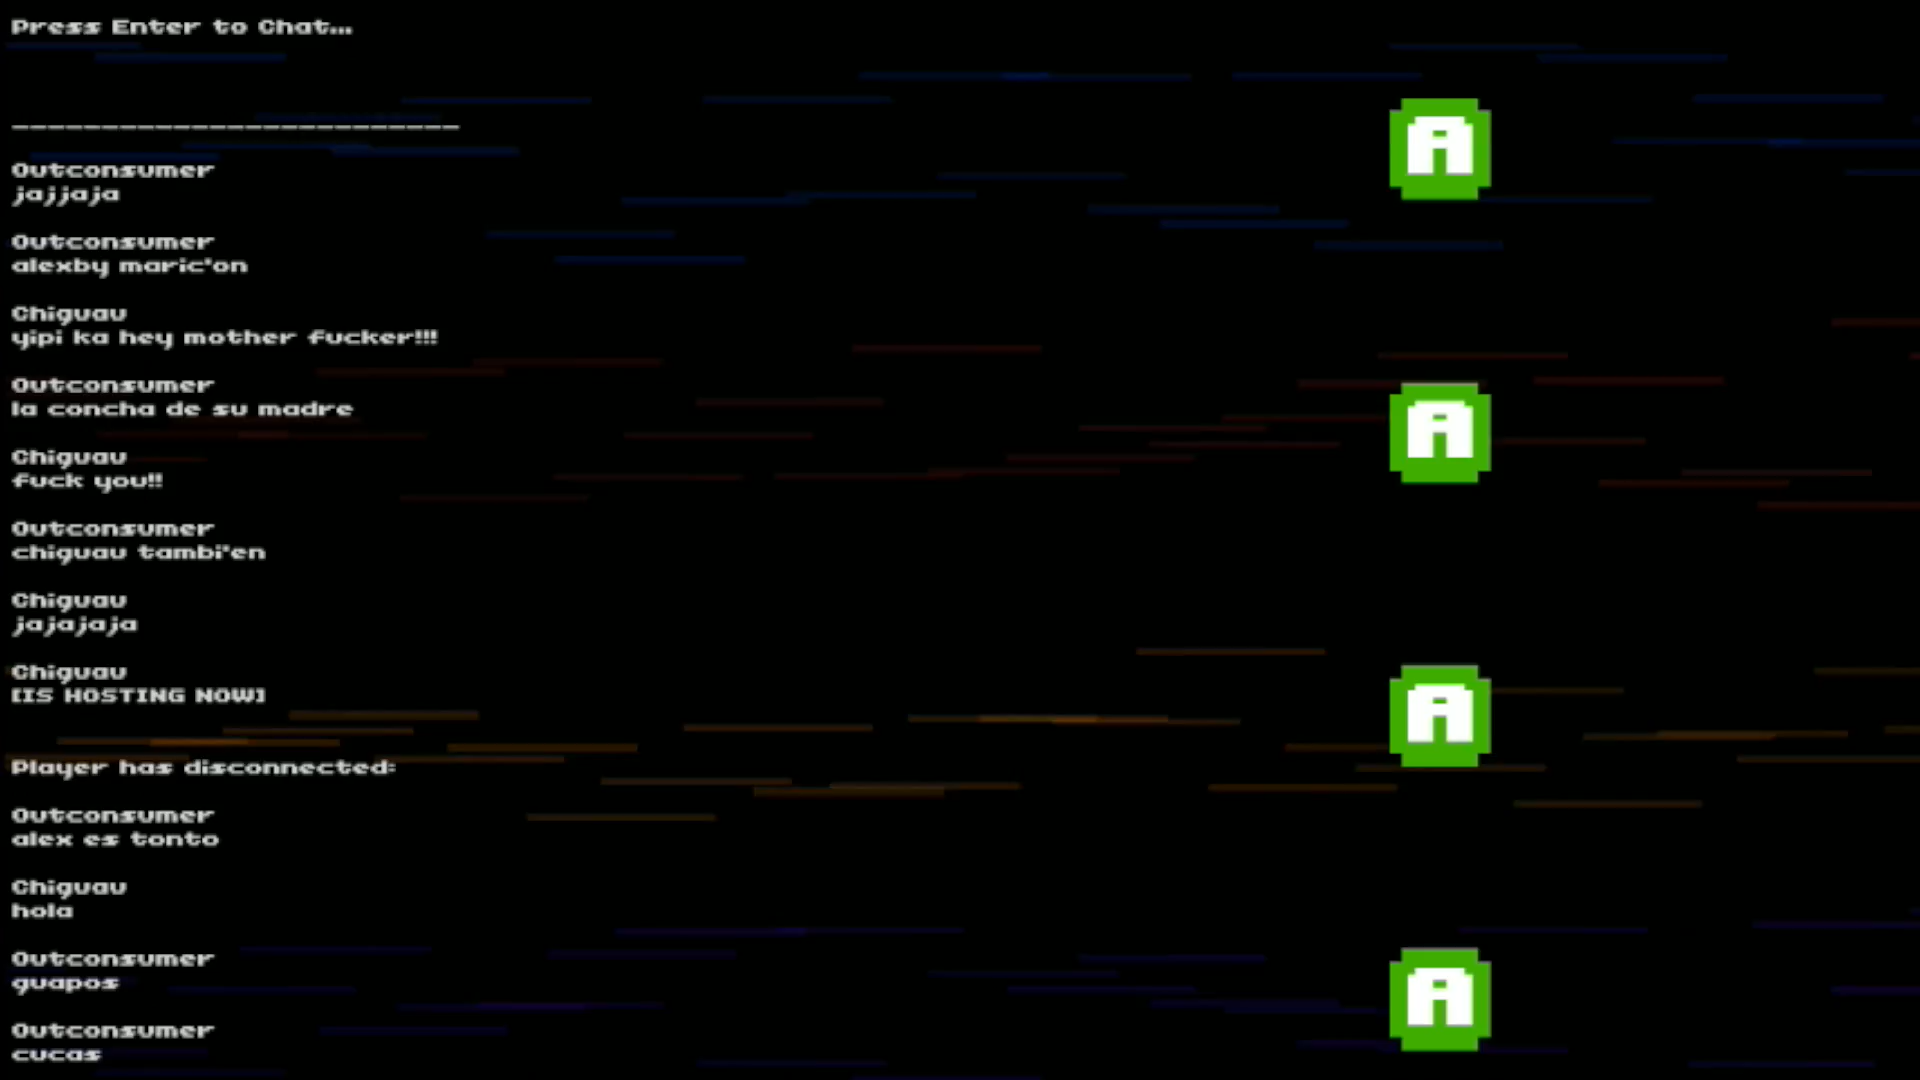 Press Enter to Chat...
-------------------------
Outconsumer
jajjaja
Outconsumer
alexby maric'on
Chiguau
yipi ka hey mother fucker!!!
Outconsumer
la concha de su madre
Chiguau
fuck you!!
Outconsumer
chiguau tambi'en
Chiguau
jajajaja
Chiguau
[IS HOSTING NOW]
Player has disconnected:
Outconsumer
alex es tonto
Chiguau
hola
Outconsumer
guapos
Outconsumer
cucas
A
A
A
A